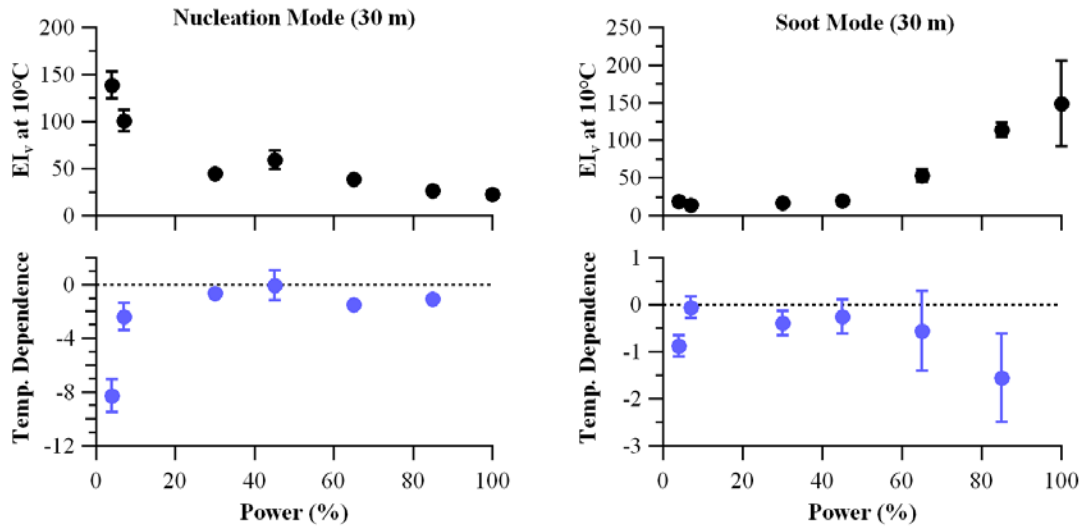 Nucleation Mode (30 m)
EIv at 10°C
200
150
100
50
0
Temp. Dependence
0
-4
-8
-12
0 20 40 60 80 100
Power (%)
Soot Mode (30 m)
EIv at 10°C
250
200
150
100
50
0
Temp. Dependence
1
0
-1
-2
-3
0 20 40 60 80 100
Power (%)